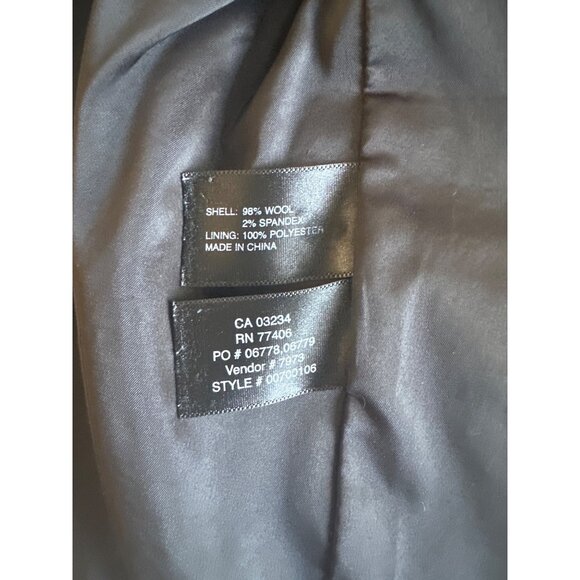 SHELL: 98% WOOL
2% SPANDEX
LINING: 100% POLYESTER
MADE IN CHINA
CA 03234
RN 77406
PO # 06778,06779
Vendor # 7973
STYLE # 00700106